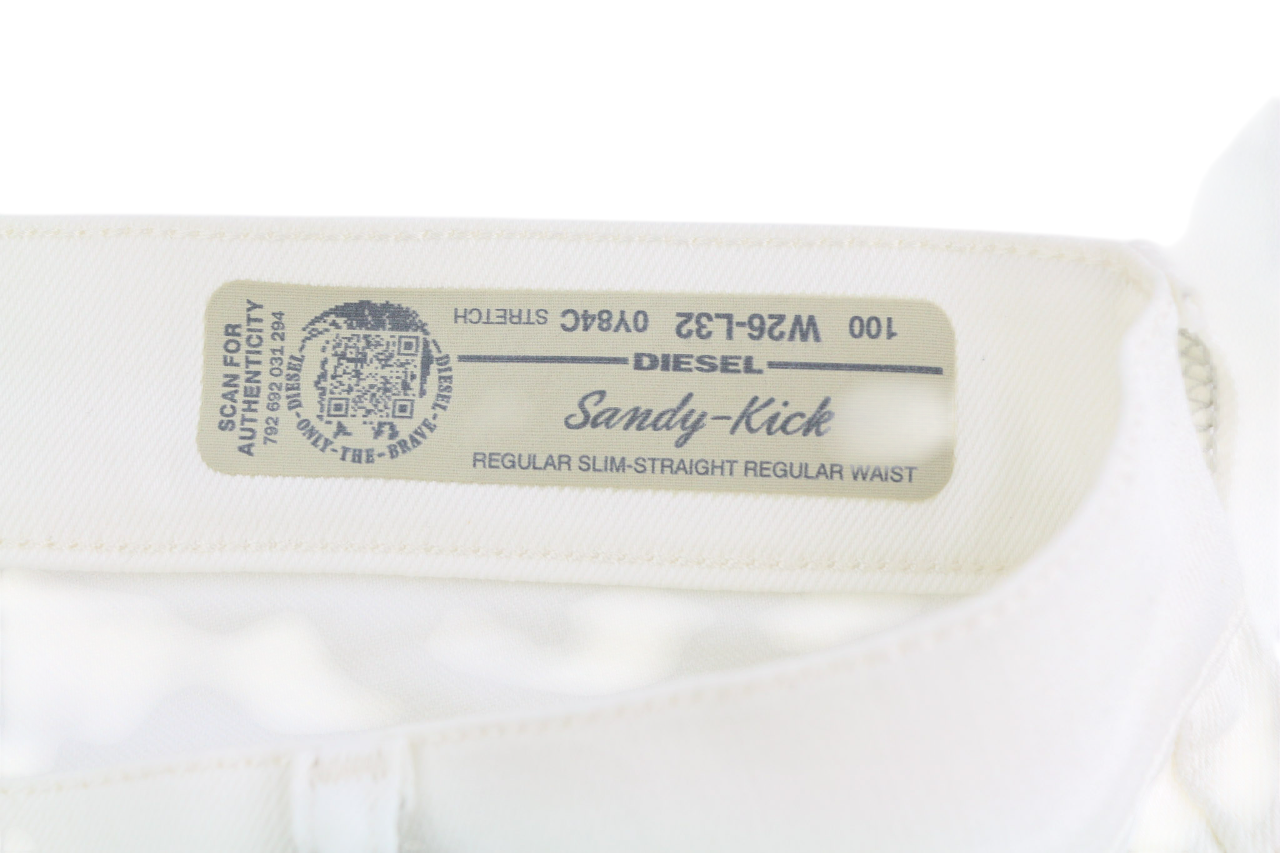 SCAN FOR
AUTHENTICITY
792 692 031 294
DIESEL -ONLY-THE-BRAVE- DIESEL
100 W26-L32 0Y84C STRETCH
DIESEL
Sandy-Kick
REGULAR SLIM-STRAIGHT REGULAR WAIST